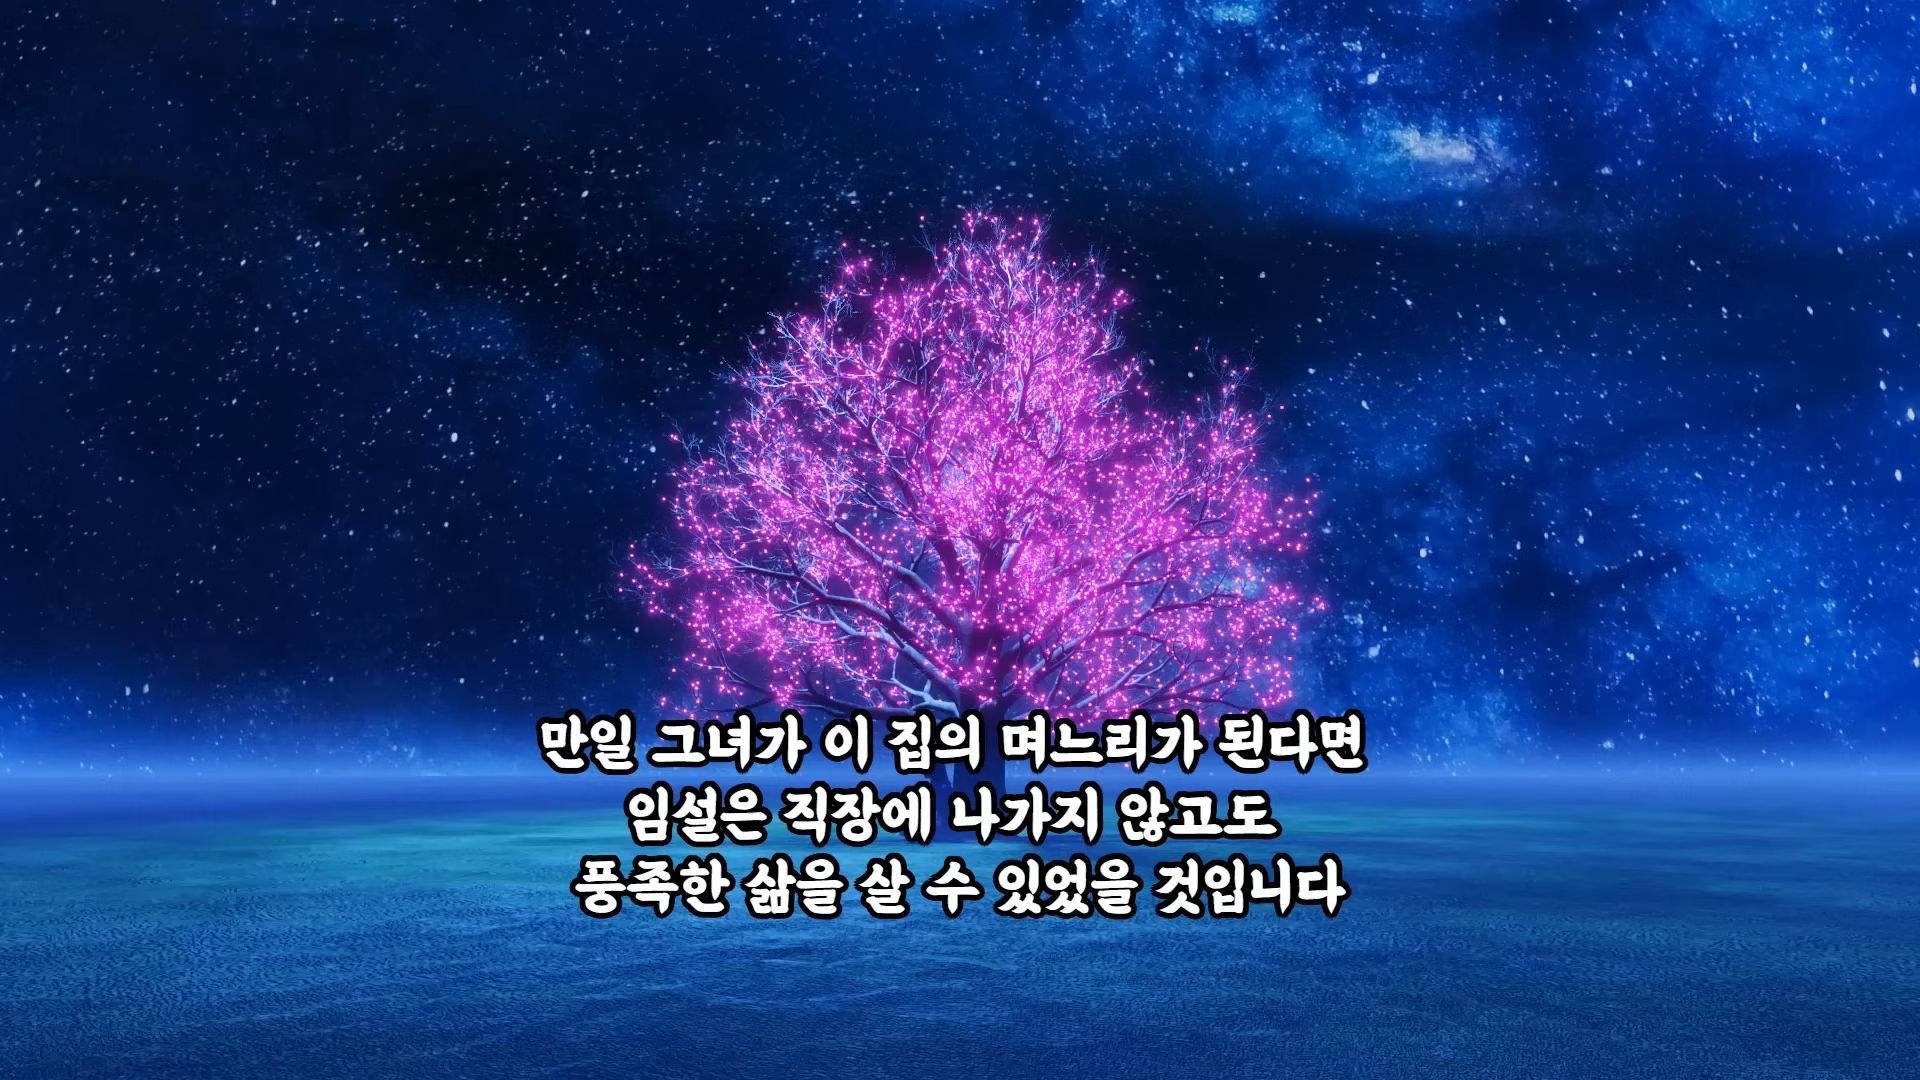 만일 그녀가 이 집의 며느리가 된다면
임설은 직장에 나가지 않고도
풍족한 삶을 살 수 있었을 것입니다